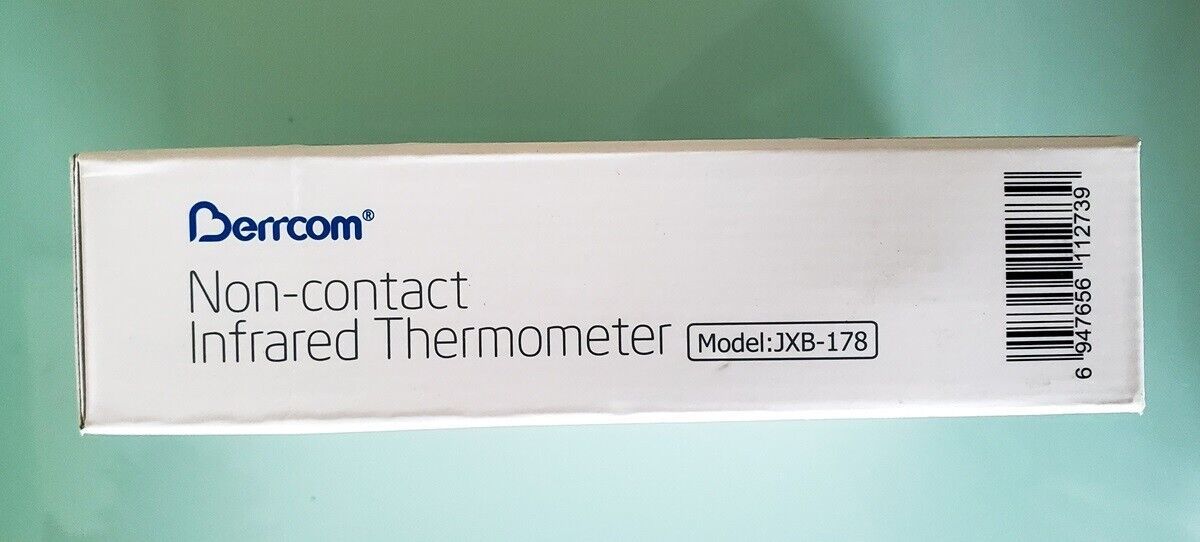 Berrcom®
Non-contact
Infrared Thermometer
Model:JXB-178
6 947656 112739